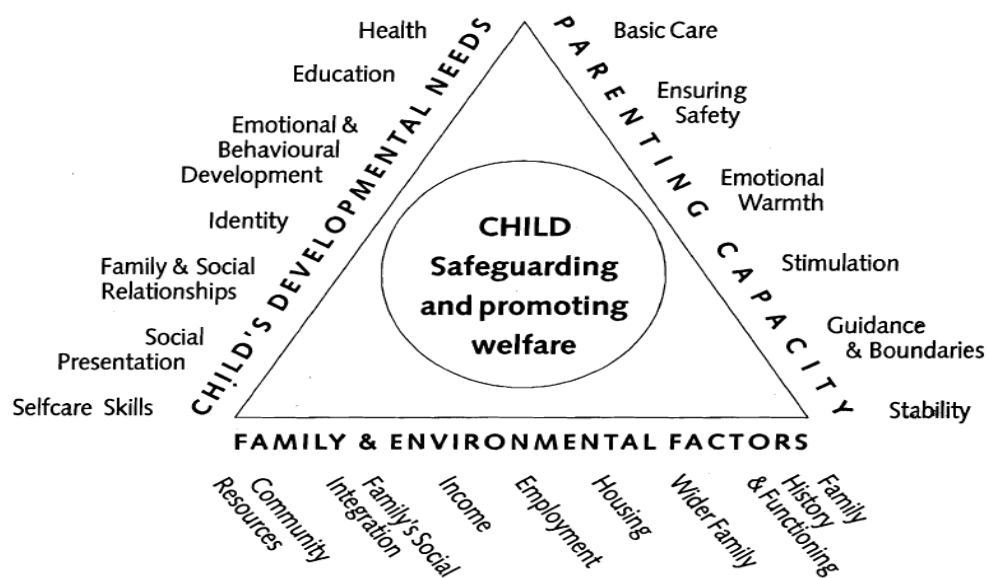 Health
Education
Emotional &
Behavioural
Development
Identity
Family & Social
Relationships
Social
Presentation
Selfcare Skills
CHILD'S DEVELOPMENTAL NEEDS
CHILD
Safeguarding
and promoting
welfare
PARENTING CAPACITY
Basic Care
Ensuring
Safety
Emotional
Warmth
Stimulation
Guidance
& Boundaries
Stability
FAMILY & ENVIRONMENTAL FACTORS
Community
Resources
Family's Social
Integration
Income
Employment
Housing
Wider Family
Family
History
& Functioning